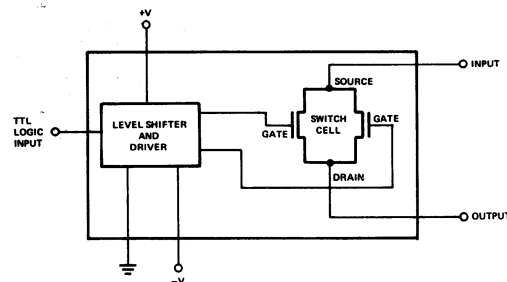 +V
INPUT
SOURCE
TTL
LOGIC
INPUT
LEVEL SHIFTER
AND
DRIVER
GATE
SWITCH
CELL
GATE
DRAIN
OUTPUT
−V